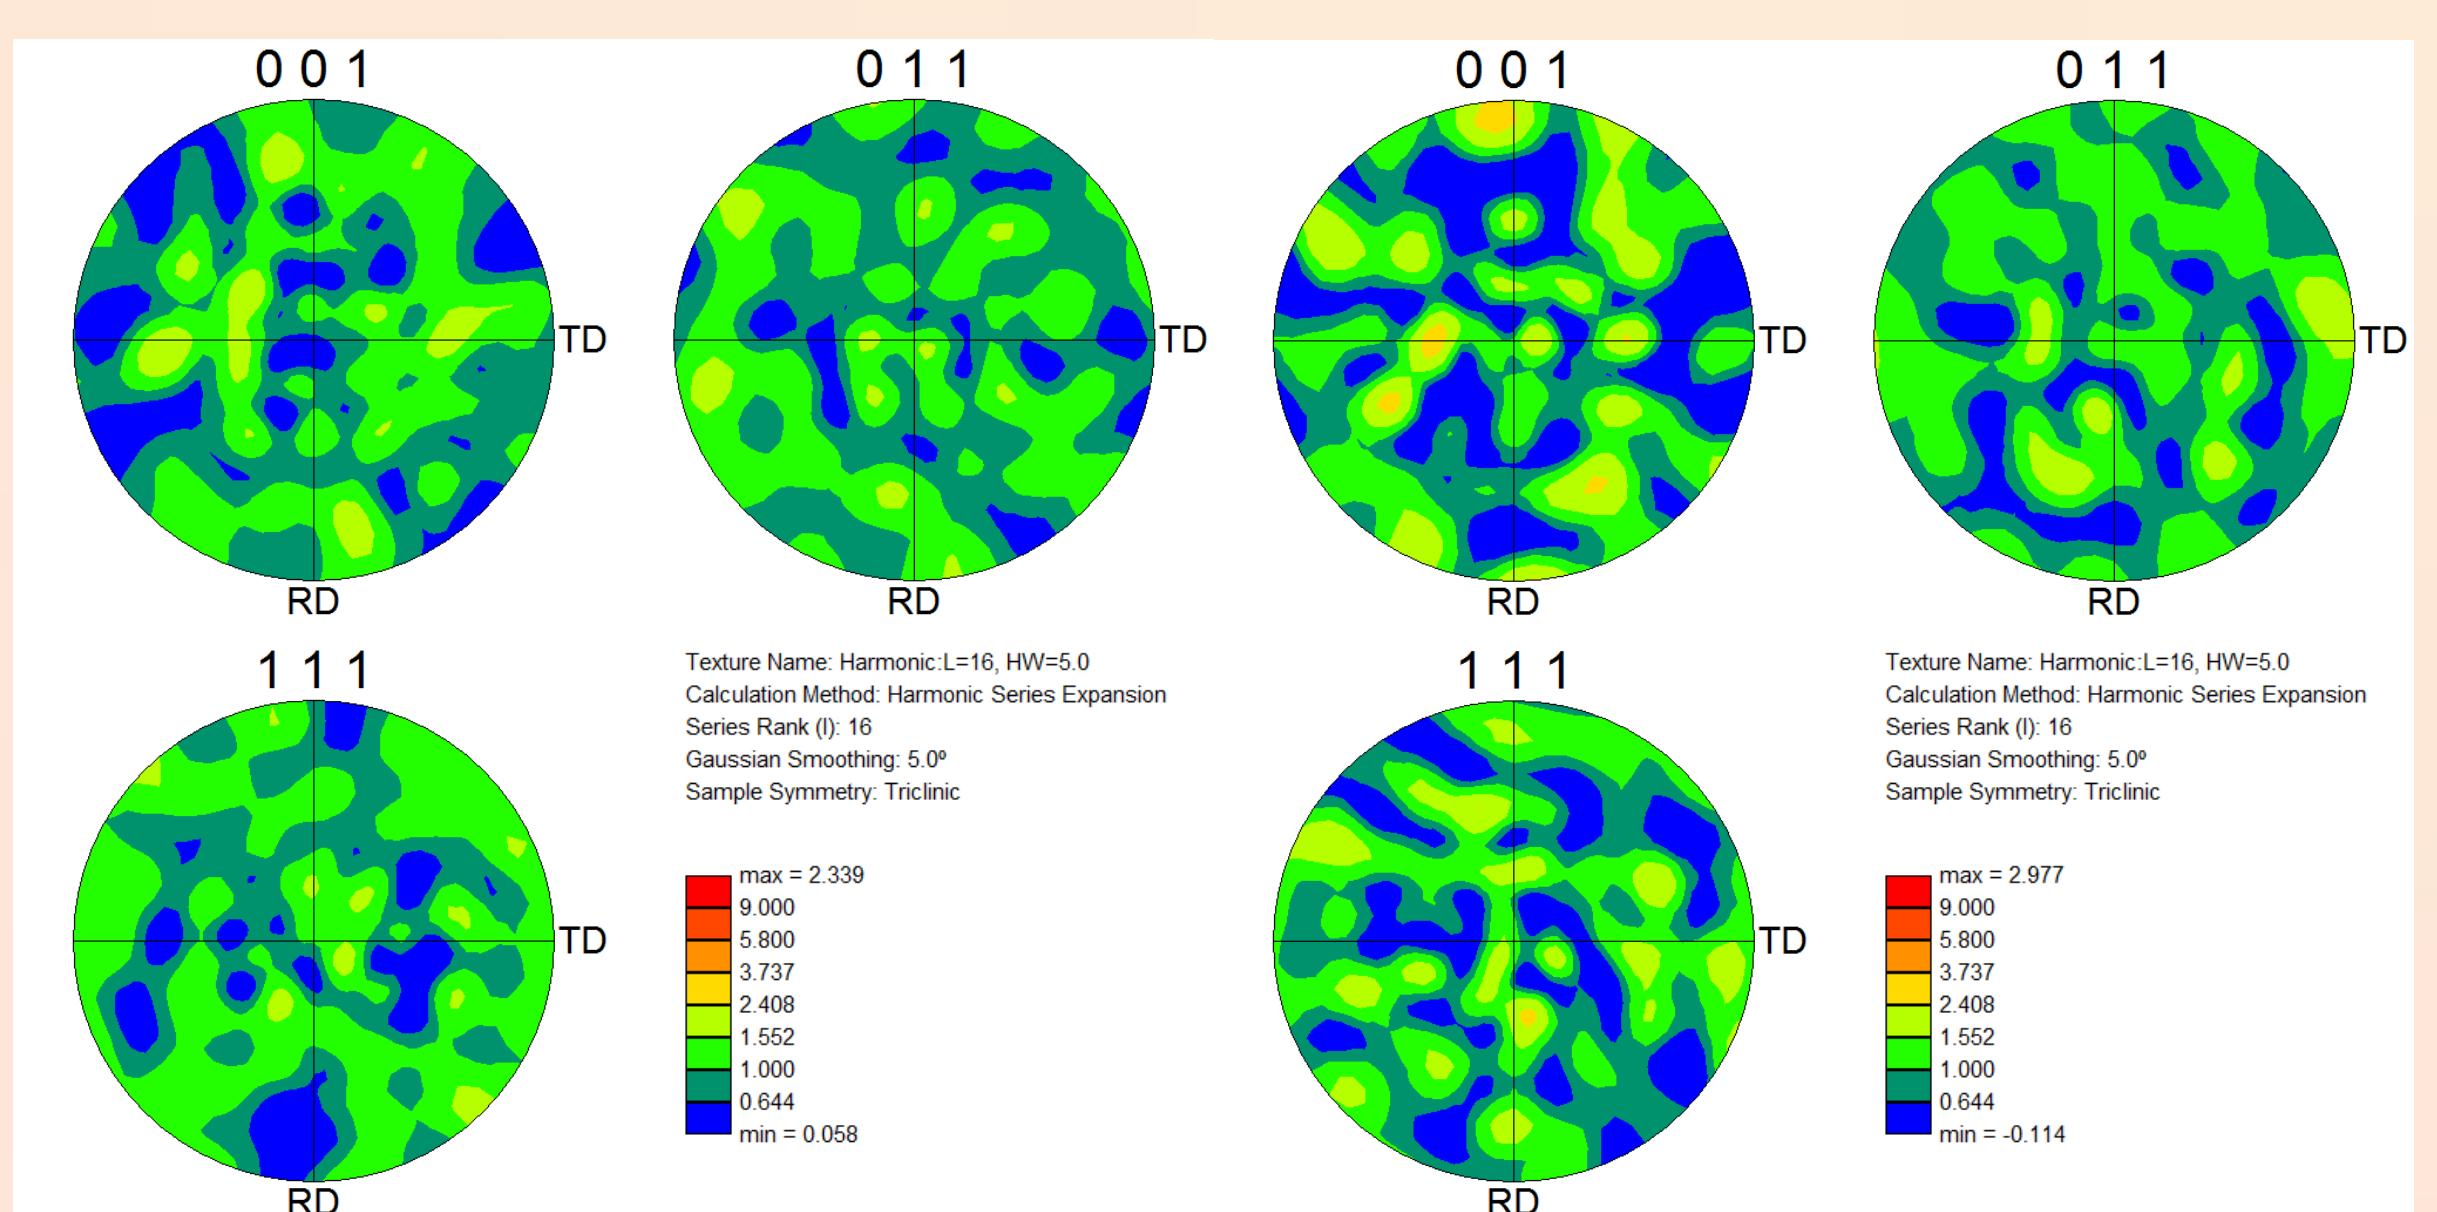 0 0 1
TD
RD
0 1 1
TD
RD
1 1 1
TD
RD
Texture Name: Harmonic:L=16, HW=5.0
Calculation Method: Harmonic Series Expansion
Series Rank (l): 16
Gaussian Smoothing: 5.0º
Sample Symmetry: Triclinic
max = 2.339
9.000
5.800
3.737
2.408
1.552
1.000
0.644
min = 0.058
0 0 1
TD
RD
0 1 1
TD
RD
1 1 1
TD
RD
Texture Name: Harmonic:L=16, HW=5.0
Calculation Method: Harmonic Series Expansion
Series Rank (l): 16
Gaussian Smoothing: 5.0º
Sample Symmetry: Triclinic
max = 2.977
9.000
5.800
3.737
2.408
1.552
1.000
0.644
min = -0.114